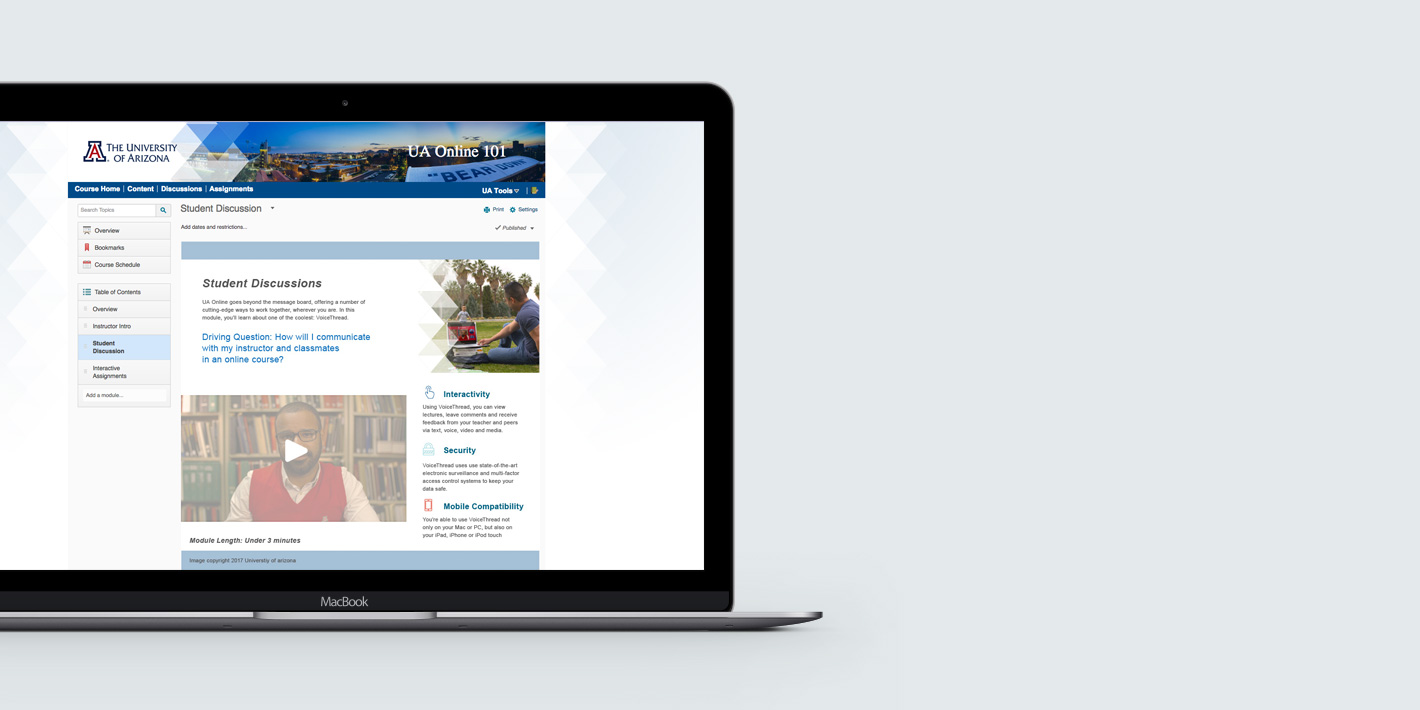 THE UNIVERSITY
OF ARIZONA
UA Online 101
"BEAR DOWN
Course Home | Content | Discussions | Assignments
UA Tools
Search Topics
Student Discussion
Print
Settings
Add dates and restrictions...
Published
Overview
Bookmarks
Course Schedule
Table of Contents
Overview
Instructor Intro
Student
Discussion
Interactive
Assignments
Add a module...
Student Discussions
UA Online goes beyond the message board, offering a number of
cutting-edge ways to work together, wherever you are. In this
module, you'll learn about one of the coolest: VoiceThread.
Driving Question: How will I communicate
with my instructor and classmates
in an online course?
Interactivity
Using VoiceThread, you can view
lectures, leave comments and receive
feedback from your teacher and peers
via text, voice, video and media.
Security
VoiceThread uses use state-of-the-art
electronic surveillance and multi-factor
access control systems to keep your
data safe.
Mobile Compatibility
You're able to use VoiceThread not
only on your Mac or PC, but also on
your iPad, iPhone or iPod touch
Module Length: Under 3 minutes
Image copyright 2017 Universtiy of arizona
MacBook